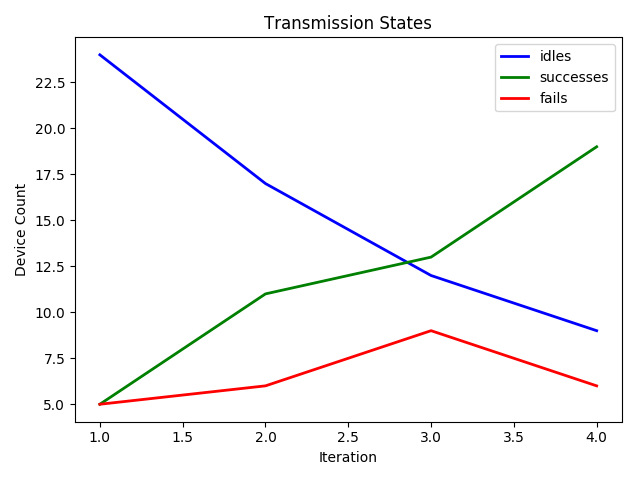 Transmission States
idles
successes
fails
22.5
20.0
17.5
15.0
12.5
10.0
7.5
5.0
Device Count
1.0 1.5 2.0 2.5 3.0 3.5 4.0
Iteration